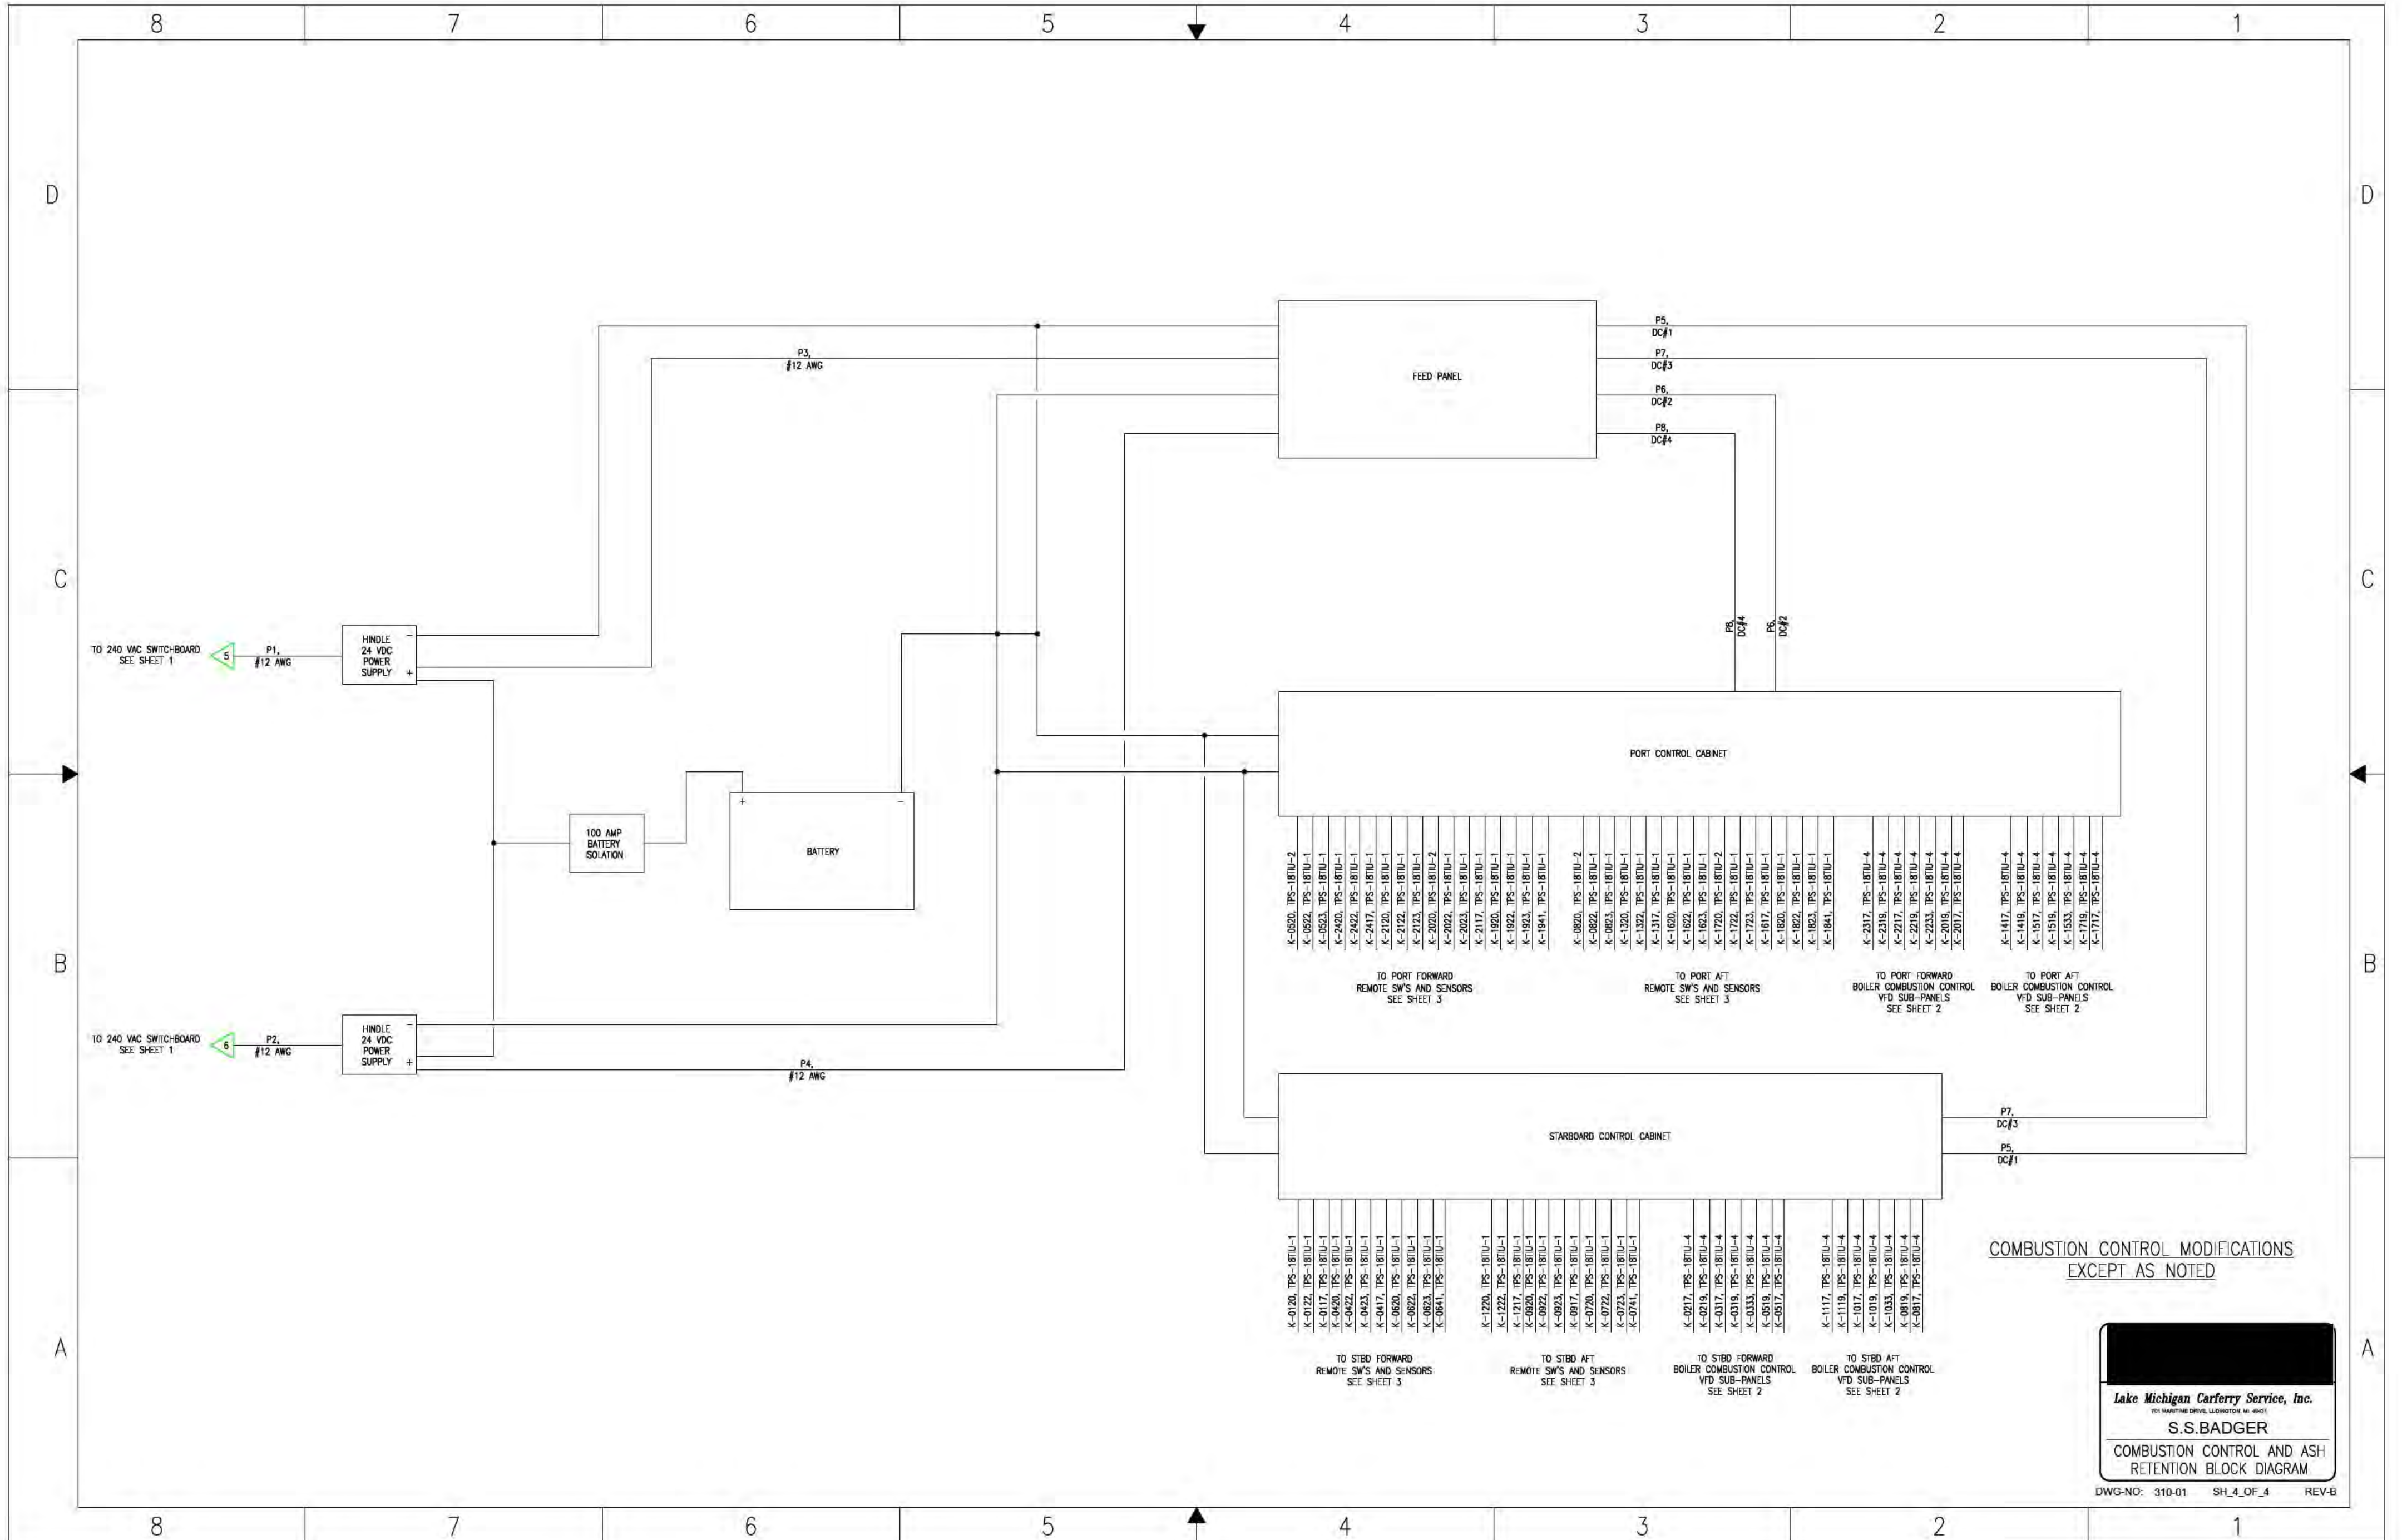 8 7 6 5 4 3 2 1
D
D
C
C
B
B
A
A
TO 240 VAC SWITCHBOARD
SEE SHEET 1
5
P1,
#12 AWG
HINDLE
24 VDC
POWER
SUPPLY
-
+
P3,
#12 AWG
FEED PANEL
P5,
DC#1
P7,
DC#3
P6,
DC#2
P8,
DC#4
P8,
DC#4
P6,
DC#2
100 AMP
BATTERY
ISOLATION
+
-
BATTERY
PORT CONTROL CABINET
K-0520, TPS-18TIU-2
K-0522, TPS-18TIU-1
K-0523, TPS-18TIU-1
K-2420, TPS-18TIU-1
K-2422, TPS-18TIU-1
K-2417, TPS-18TIU-1
K-2120, TPS-18TIU-1
K-2122, TPS-18TIU-1
K-2123, TPS-18TIU-1
K-2020, TPS-18TIU-2
K-2022, TPS-18TIU-1
K-2023, TPS-18TIU-1
K-2117, TPS-18TIU-1
K-1920, TPS-18TIU-1
K-1922, TPS-18TIU-1
K-1923, TPS-18TIU-1
K-1941, TPS-18TIU-1
TO PORT FORWARD
REMOTE SW'S AND SENSORS
SEE SHEET 3
K-0820, TPS-18TIU-2
K-0822, TPS-18TIU-1
K-0823, TPS-18TIU-1
K-1320, TPS-18TIU-1
K-1322, TPS-18TIU-1
K-1317, TPS-18TIU-1
K-1620, TPS-18TIU-1
K-1622, TPS-18TIU-1
K-1623, TPS-18TIU-1
K-1720, TPS-18TIU-2
K-1722, TPS-18TIU-1
K-1723, TPS-18TIU-1
K-1617, TPS-18TIU-1
K-1820, TPS-18TIU-1
K-1822, TPS-18TIU-1
K-1823, TPS-18TIU-1
K-1841, TPS-18TIU-1
TO PORT AFT
REMOTE SW'S AND SENSORS
SEE SHEET 3
K-2317, TPS-18TIU-4
K-2319, TPS-18TIU-4
K-2217, TPS-18TIU-4
K-2219, TPS-18TIU-4
K-2233, TPS-18TIU-4
K-2019, TPS-18TIU-4
K-2017, TPS-18TIU-4
TO PORT FORWARD
BOILER COMBUSTION CONTROL
VFD SUB-PANELS
SEE SHEET 2
K-1417, TPS-18TIU-4
K-1419, TPS-18TIU-4
K-1517, TPS-18TIU-4
K-1519, TPS-18TIU-4
K-1533, TPS-18TIU-4
K-1719, TPS-18TIU-4
K-1717, TPS-18TIU-4
TO PORT AFT
BOILER COMBUSTION CONTROL
VFD SUB-PANELS
SEE SHEET 2
TO 240 VAC SWITCHBOARD
SEE SHEET 1
6
P2,
#12 AWG
HINDLE
24 VDC
POWER
SUPPLY
-
+
P4,
#12 AWG
STARBOARD CONTROL CABINET
P7,
DC#3
P5,
DC#1
K-0120, TPS-18TIU-1
K-0122, TPS-18TIU-1
K-0117, TPS-18TIU-1
K-0420, TPS-18TIU-1
K-0422, TPS-18TIU-1
K-0423, TPS-18TIU-1
K-0417, TPS-18TIU-1
K-0620, TPS-18TIU-1
K-0622, TPS-18TIU-1
K-0623, TPS-18TIU-1
K-0641, TPS-18TIU-1
TO STBD FORWARD
REMOTE SW'S AND SENSORS
SEE SHEET 3
K-1220, TPS-18TIU-1
K-1222, TPS-18TIU-1
K-1217, TPS-18TIU-1
K-0920, TPS-18TIU-1
K-0922, TPS-18TIU-1
K-0923, TPS-18TIU-1
K-0917, TPS-18TIU-1
K-0720, TPS-18TIU-1
K-0722, TPS-18TIU-1
K-0723, TPS-18TIU-1
K-0741, TPS-18TIU-1
TO STBD AFT
REMOTE SW'S AND SENSORS
SEE SHEET 3
K-0217, TPS-18TIU-4
K-0219, TPS-18TIU-4
K-0317, TPS-18TIU-4
K-0319, TPS-18TIU-4
K-0333, TPS-18TIU-4
K-0519, TPS-18TIU-4
K-0517, TPS-18TIU-4
TO STBD FORWARD
BOILER COMBUSTION CONTROL
VFD SUB-PANELS
SEE SHEET 2
K-1117, TPS-18TIU-4
K-1119, TPS-18TIU-4
K-1017, TPS-18TIU-4
K-1019, TPS-18TIU-4
K-1033, TPS-18TIU-4
K-0819, TPS-18TIU-4
K-0817, TPS-18TIU-4
TO STBD AFT
BOILER COMBUSTION CONTROL
VFD SUB-PANELS
SEE SHEET 2
COMBUSTION CONTROL MODIFICATIONS
EXCEPT AS NOTED
Lake Michigan Carferry Service, Inc.
701 MARITIME DRIVE, LUDINGTON, MI. 49431
S.S.BADGER
COMBUSTION CONTROL AND ASH
RETENTION BLOCK DIAGRAM
DWG-NO: 310-01 SH_4_OF_4 REV-B
8 7 6 5 4 3 2 1